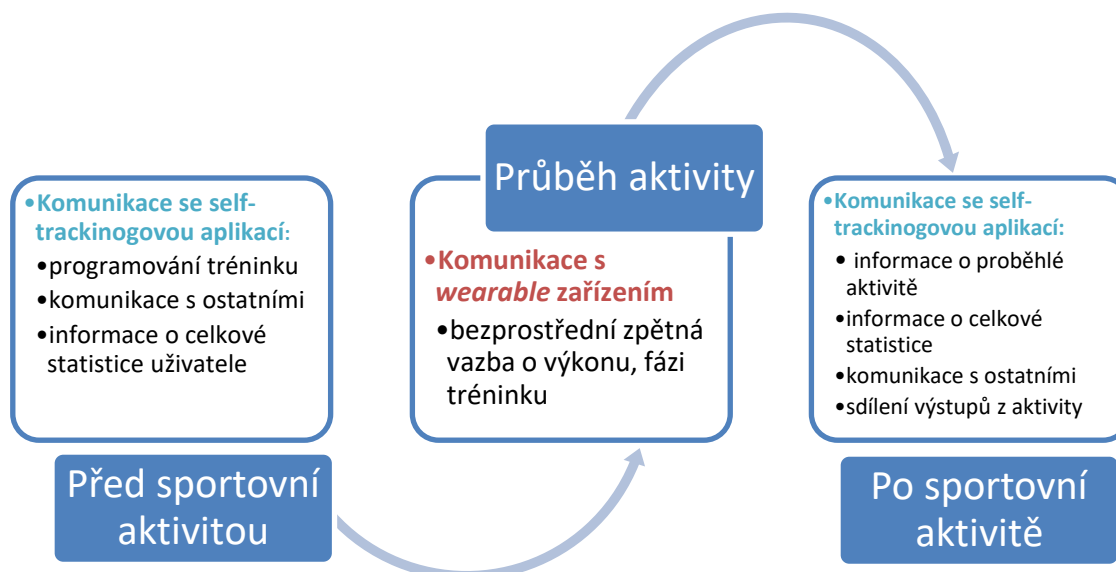 •Komunikace se self-
trackinogovou aplikací:
•programování tréninku
•komunikace s ostatními
•informace o celkové
statistice uživatele
Před sportovní
aktivitou
Průběh aktivity
•Komunikace s
wearable zařízením
•bezprostřední zpětná
vazba o výkonu, fázi
tréninku
•Komunikace se self-
trackinogovou aplikací:
• informace o proběhlé
aktivitě
•informace o celkové
statistice
•komunikace s ostatními
•sdílení výstupů z aktivity
Po sportovní
aktivitě